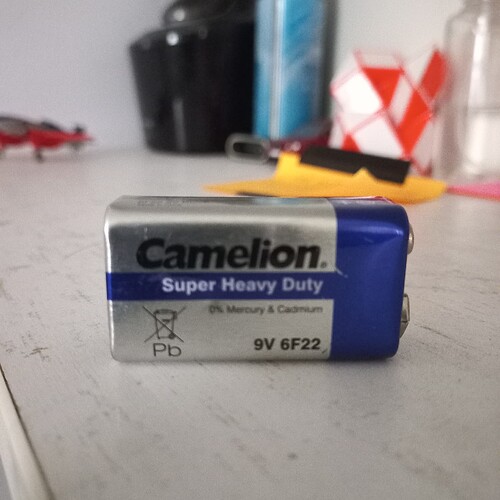 Camelion®
Super Heavy Duty
0% Mercury & Cadmium
Pb
9V 6F22